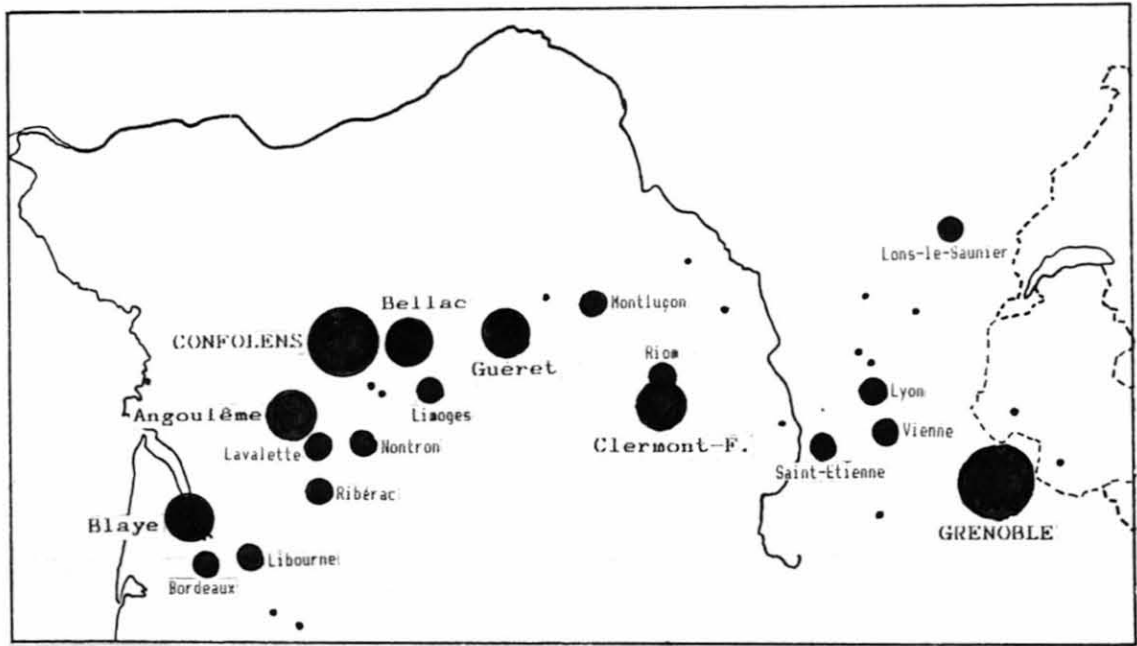 Lons-le-Saunier
Montluçon
Bellac
CONFOLENS
Guéret
Riom
Lyon
Limoges
Angoulême
Vienne
Clermont-F.
Nontron
Lavalette
Saint-Etienne
Ribérac
Blaye
GRENOBLE
Libourne
Bordeaux